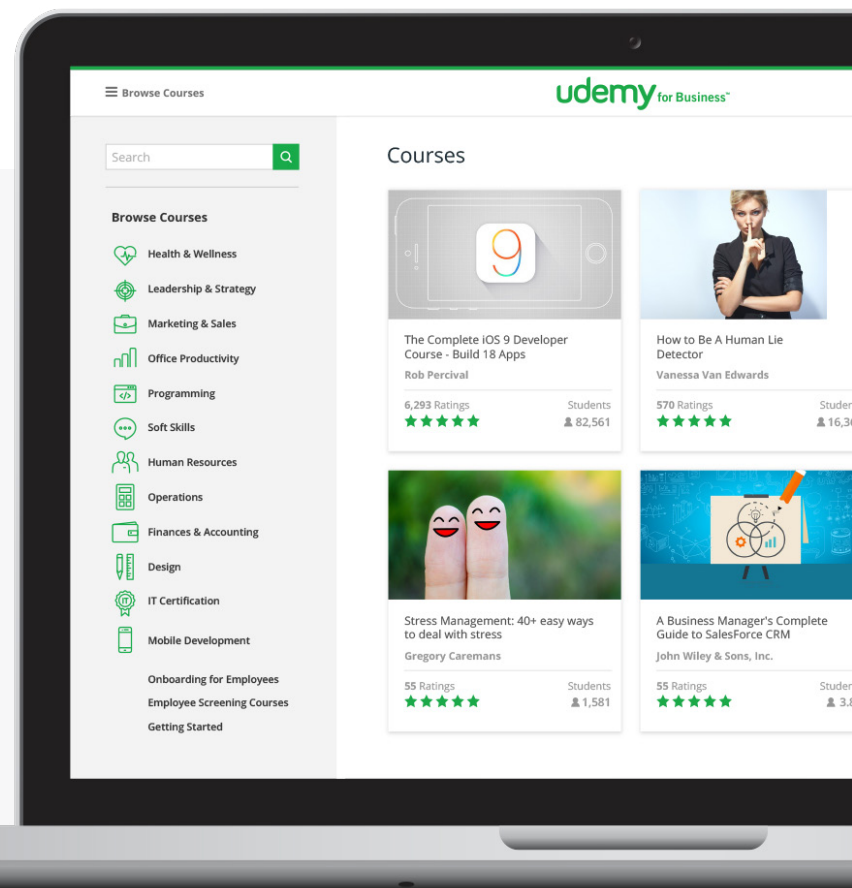 Browse Courses
udemy for Business™
Search
Browse Courses
Health & Wellness
Leadership & Strategy
Marketing & Sales
Office Productivity
Programming
Soft Skills
Human Resources
Operations
Finances & Accounting
Design
IT
IT Certification
Mobile Development
Onboarding for Employees
Employee Screening Courses
Getting Started
Courses
9
The Complete iOS 9 Developer
Course - Build 18 Apps
Rob Percival
6,293 Ratings
Students
82,561
How to Be A Human Lie
Detector
Vanessa Van Edwards
570 Ratings
Stress Management: 40+ easy ways
to deal with stress
Gregory Caremans
55 Ratings
Students
1,581
A Business Manager's Complete
Guide to SalesForce CRM
John Wiley & Sons, Inc.
55 Ratings